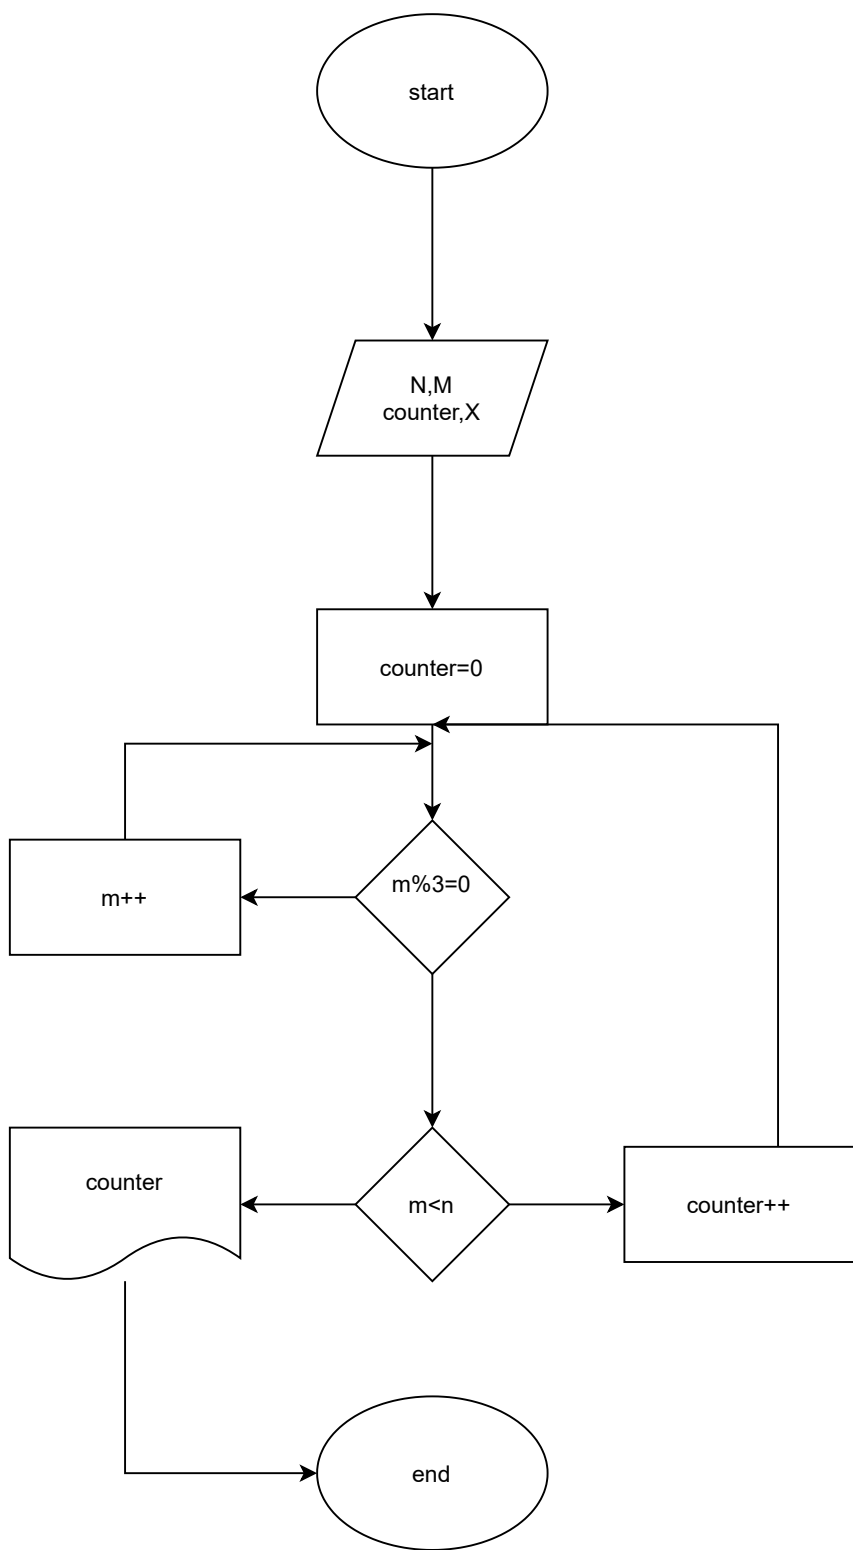 start
N,M
counter,X
counter=0
m%3=0
m++
counter
m<n
counter++
end